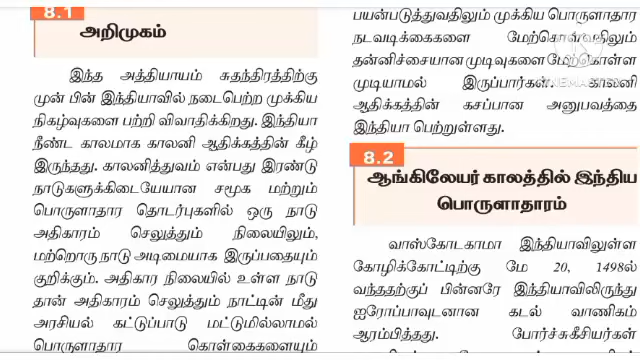 8.1
அறிமுகம்
இந்த அத்தியாயம் சுதந்திரத்திற்கு
முன் பின் இந்தியாவில் நடைபெற்ற முக்கிய
நிகழ்வுகளை பற்றி விவாதிக்கிறது. இந்தியா
நீண்ட காலமாக காலனி ஆதிக்கத்தின் கீழ்
இருந்தது. காலனித்துவம் என்பது இரண்டு
நாடுகளுக்கிடையேயான சமூக மற்றும்
பொருளாதார தொடர்புகளில் ஒரு நாடு
அதிகாரம் செலுத்தும் நிலையிலும்,
மற்றொரு நாடு அடிமையாக இருப்பதையும்
குறிக்கும். அதிகார நிலையில் உள்ள நாடு
தான் அதிகாரம் செலுத்தும் நாட்டின் மீது
அரசியல் கட்டுப்பாடு மட்டுமில்லாமல்
பொருளாதார கொள்கைகளையும்
பயன்படுத்துவதிலும் முக்கிய பொருளாதார
நடவடிக்கைகளை மேற்கொள்வதிலும்
தன்னிச்சையான முடிவுகளை மேற்கொள்ள
முடியாமல் இருப்பார்கள். காலனி
ஆதிக்கத்தின் கசப்பான அனுபவத்தை
இந்தியா பெற்றுள்ளது.
8.2
ஆங்கிலேயர் காலத்தில் இந்திய
பொருளாதாரம்
வாஸ்கோடகாமா இந்தியாவிலுள்ள
கோழிக்கோட்டிற்கு மே 20, 1498ல்
வந்ததற்குப் பின்னரே இந்தியாவிலிருந்து
ஐரோப்பாவுடனான கடல் வாணிகம்
ஆரம்பித்தது. போர்ச்சுகீசியர்கள்